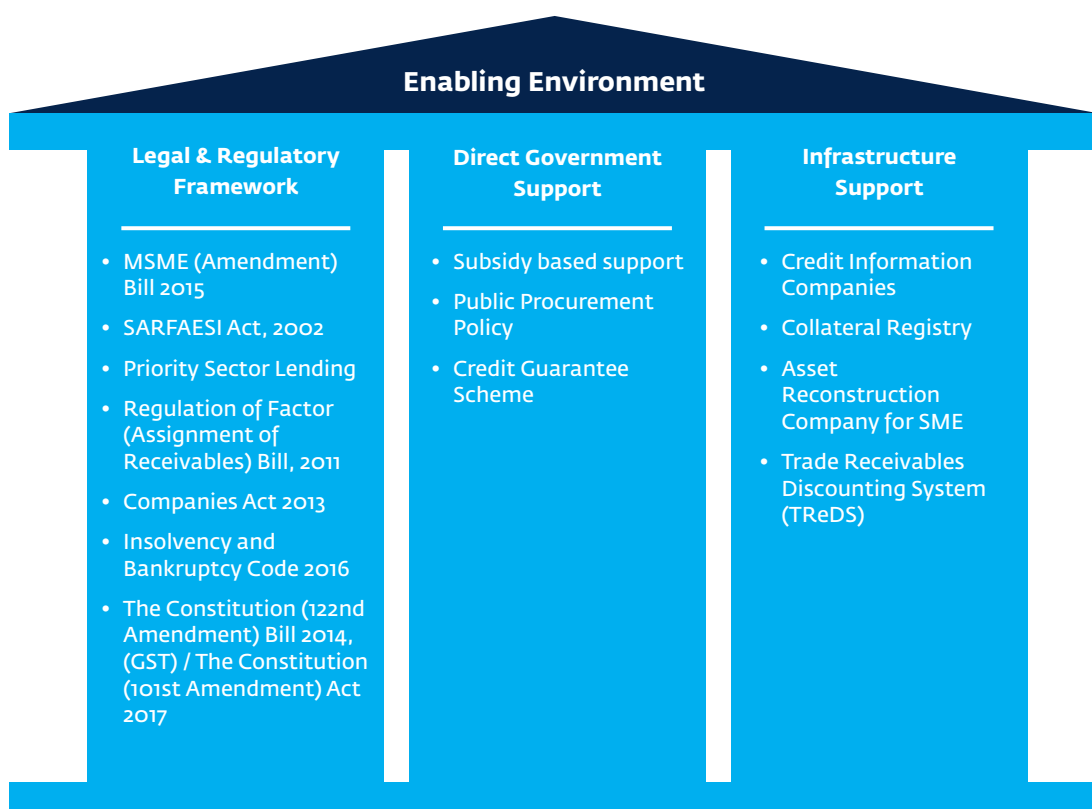 Enabling Environment
Legal & Regulatory
Framework
• MSME (Amendment)
Bill 2015
• SARFAESI Act, 2002
• Priority Sector Lending
• Regulation of Factor
(Assignment of
Receivables) Bill, 2011
• Companies Act 2013
• Insolvency and
Bankruptcy Code 2016
• The Constitution (122nd
Amendment) Bill 2014,
(GST) / The Constitution
(101st Amendment) Act
2017
Direct Government
Support
• Subsidy based support
• Public Procurement
Policy
• Credit Guarantee
Scheme
Infrastructure
Support
• Credit Information
Companies
• Collateral Registry
• Asset
Reconstruction
Company for SME
• Trade Receivables
Discounting System
(TReDS)